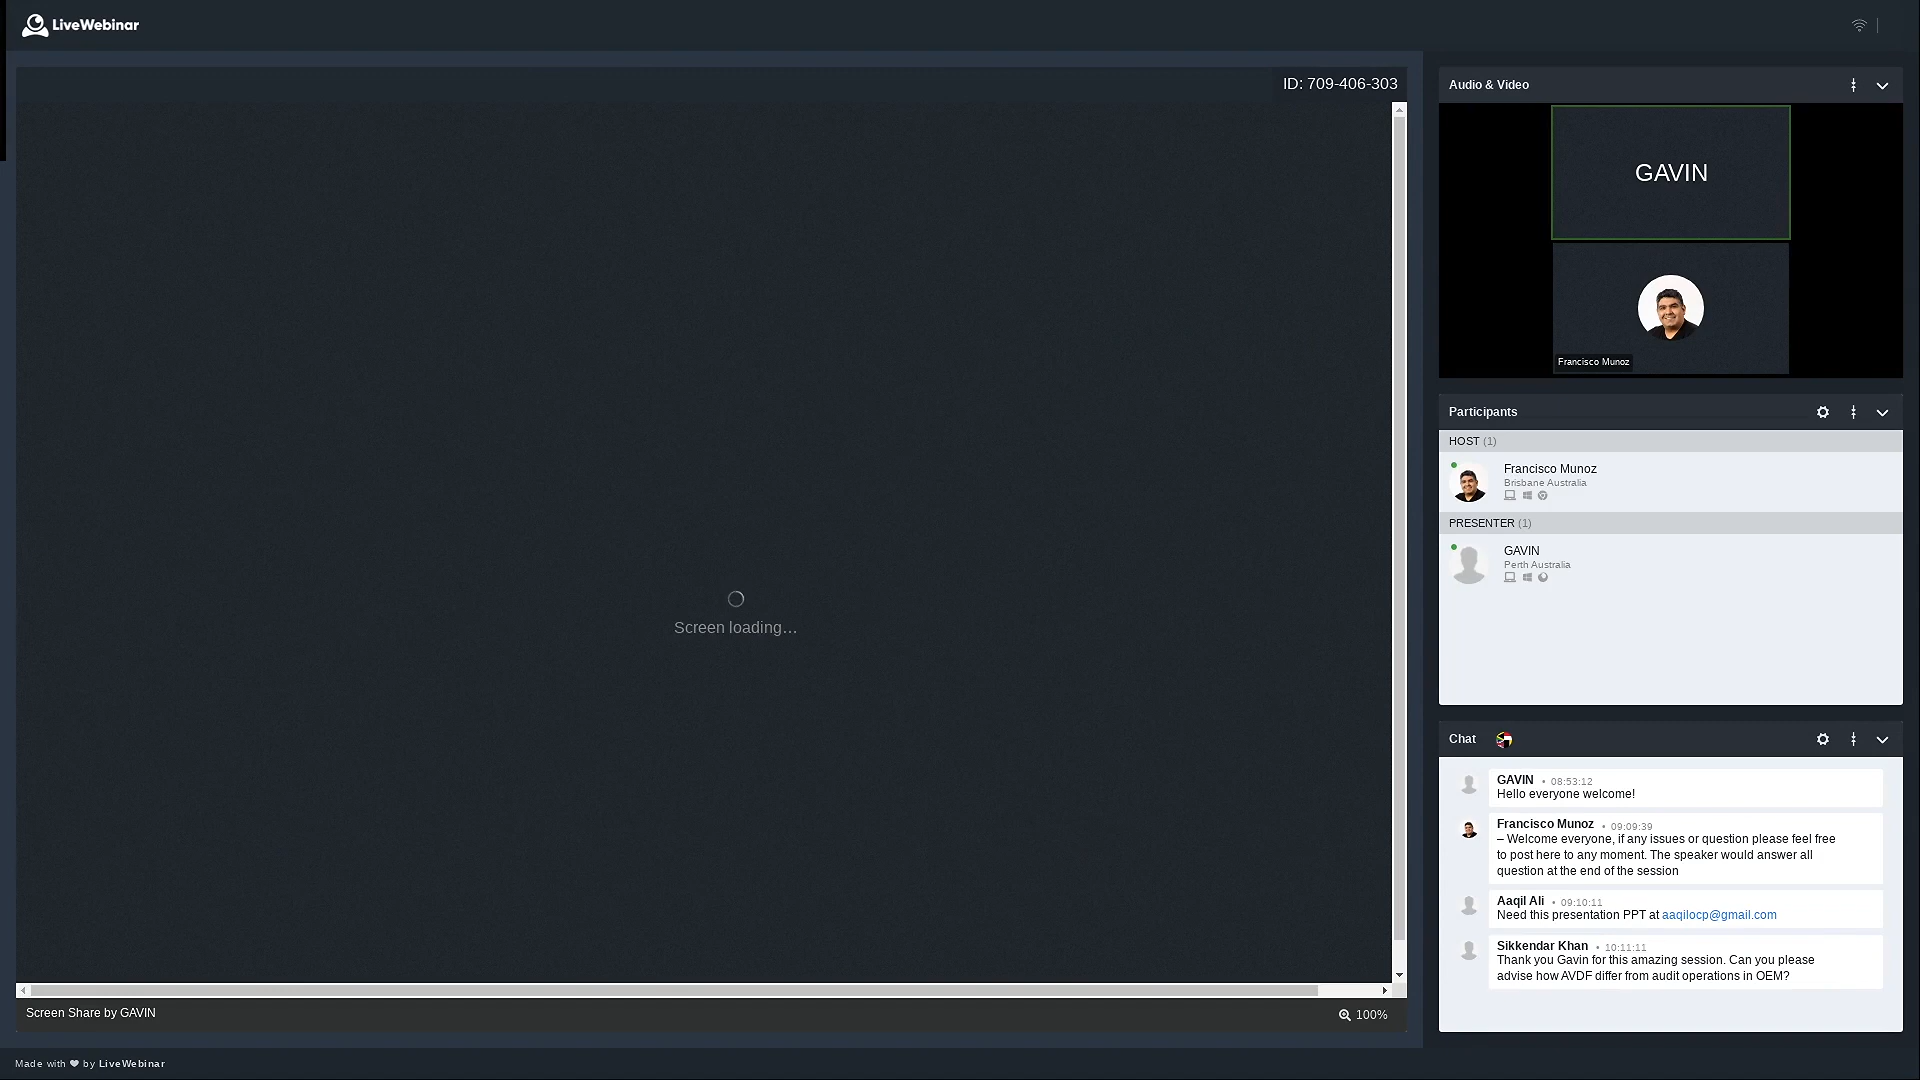 LiveWebinar
ID: 709-406-303
Screen loading...
Screen Share by GAVIN
100%
Made with ❤ by LiveWebinar
Audio & Video
GAVIN
Francisco Munoz
Participants
HOST (1)
Francisco Munoz
Brisbane Australia
PRESENTER (1)
GAVIN
Perth Australia
Chat
GAVIN • 08:53:12
Hello everyone welcome!
Francisco Munoz • 09:09:39
– Welcome everyone, if any issues or question please feel free
to post here to any moment. The speaker would answer all
question at the end of the session
Aaqil Ali • 09:10:11
Need this presentation PPT at aaqilocp@gmail.com
Sikkendar Khan • 10:11:11
Thank you Gavin for this amazing session. Can you please
advise how AVDF differ from audit operations in OEM?